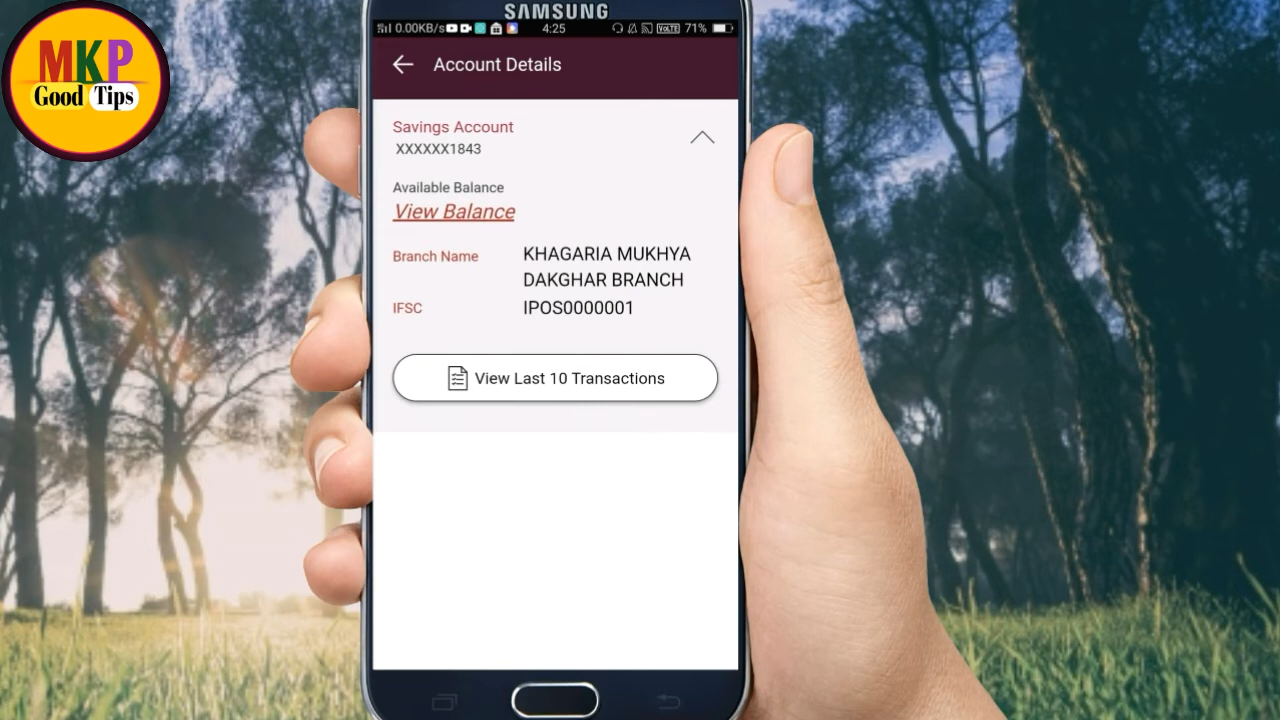 MKP
Good Tips
SAMSUNG
0.00KB/s 4:25 VoLTE 71%
Account Details
Savings Account
XXXXXX1843
Available Balance
View Balance
Branch Name KHAGARIA MUKHYA
DAKGHAR BRANCH
IFSC IPOS0000001
View Last 10 Transactions